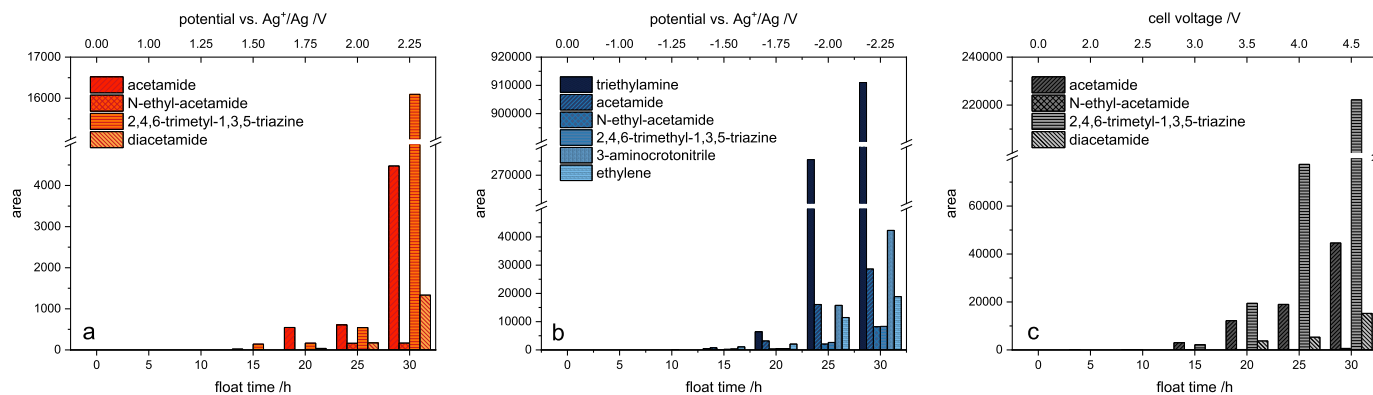 potential vs. Ag⁺/Ag /V
0.00 1.00 1.25 1.50 1.75 2.00 2.25
17000
16000
4000
3000
2000
1000
0
area
acetamide
N-ethyl-acetamide
2,4,6-trimetyl-1,3,5-triazine
diacetamide
a
0 5 10 15 20 25 30
float time /h
potential vs. Ag⁺/Ag /V
0.00 -1.00 -1.25 -1.50 -1.75 -2.00 -2.25
920000
910000
900000
270000
40000
30000
20000
10000
0
area
triethylamine
acetamide
N-ethyl-acetamide
2,4,6-trimethyl-1,3,5-triazine
3-aminocrotonitrile
ethylene
b
0 5 10 15 20 25 30
float time /h
cell voltage /V
0.0 2.0 2.5 3.0 3.5 4.0 4.5
240000
220000
60000
40000
20000
0
area
acetamide
N-ethyl-acetamide
2,4,6-trimetyl-1,3,5-triazine
diacetamide
c
0 5 10 15 20 25 30
float time /h